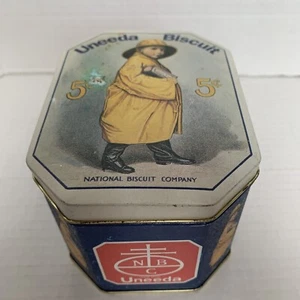 Uneeda Biscuit
5¢ 5¢
NATIONAL BISCUIT COMPANY
N B
C
Uneeda